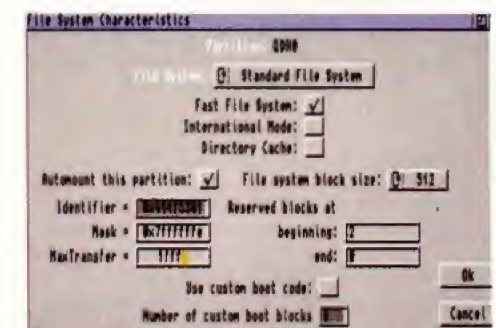 File System Characteristics
Partition: QDH0
File System: Standard File System
Fast File System:
International Mode:
Directory Cache:
Automount this partition: File system block size: 512
Identifier = Reserved blocks at
Mask = 0x7ffffffe beginning: 2
MaxTransfer = ffff end: 0
Use custom boot code:
Number of custom boot blocks
Ok
Cancel